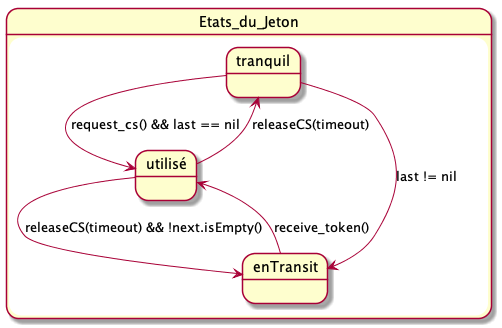 Etats_du_Jeton
tranquil
request_cs() && last == nil
releaseCS(timeout)
utilisé
last != nil
releaseCS(timeout) && !next.isEmpty()
receive_token()
enTransit